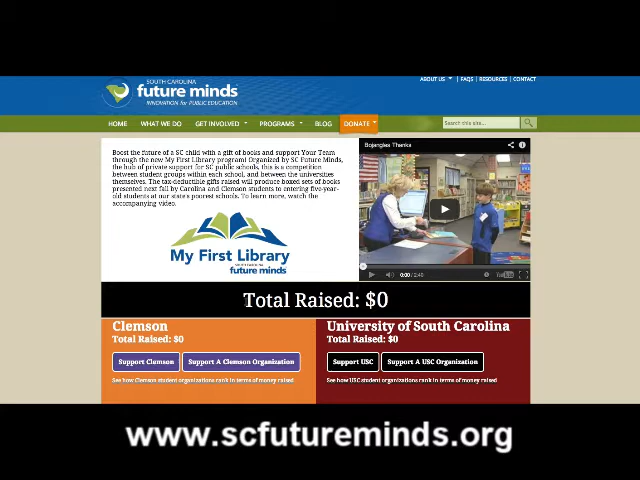 SOUTH CAROLINA
future minds
INNOVATION for PUBLIC EDUCATION
ABOUT US FAQS RESOURCES CONTACT
HOME WHAT WE DO GET INVOLVED PROGRAMS BLOG DONATE
Search this site...
Boost the future of a SC child with a gift of books and support Your Team
through the new My First Library program! Organized by SC Future Minds,
the hub of private support for SC public schools, this is a competition
between student groups within each school, and between the universities
themselves. The tax-deductible gifts raised will produce boxed sets of books
presented next fall by Carolina and Clemson students to entering five-year-
old students at our state's poorest schools. To learn more, watch the
accompanying video.
My First Library
SOUTH CAROLINA
future minds
Bojangles Thanks
0:00 / 2:40
YouTube
Total Raised: $0
Clemson
Total Raised: $0
Support Clemson Support A Clemson Organization
See how Clemson student organizations rank in terms of money raised
University of South Carolina
Total Raised: $0
Support USC Support A USC Organization
See how USC student organizations rank in terms of money raised
www.scfutureminds.org